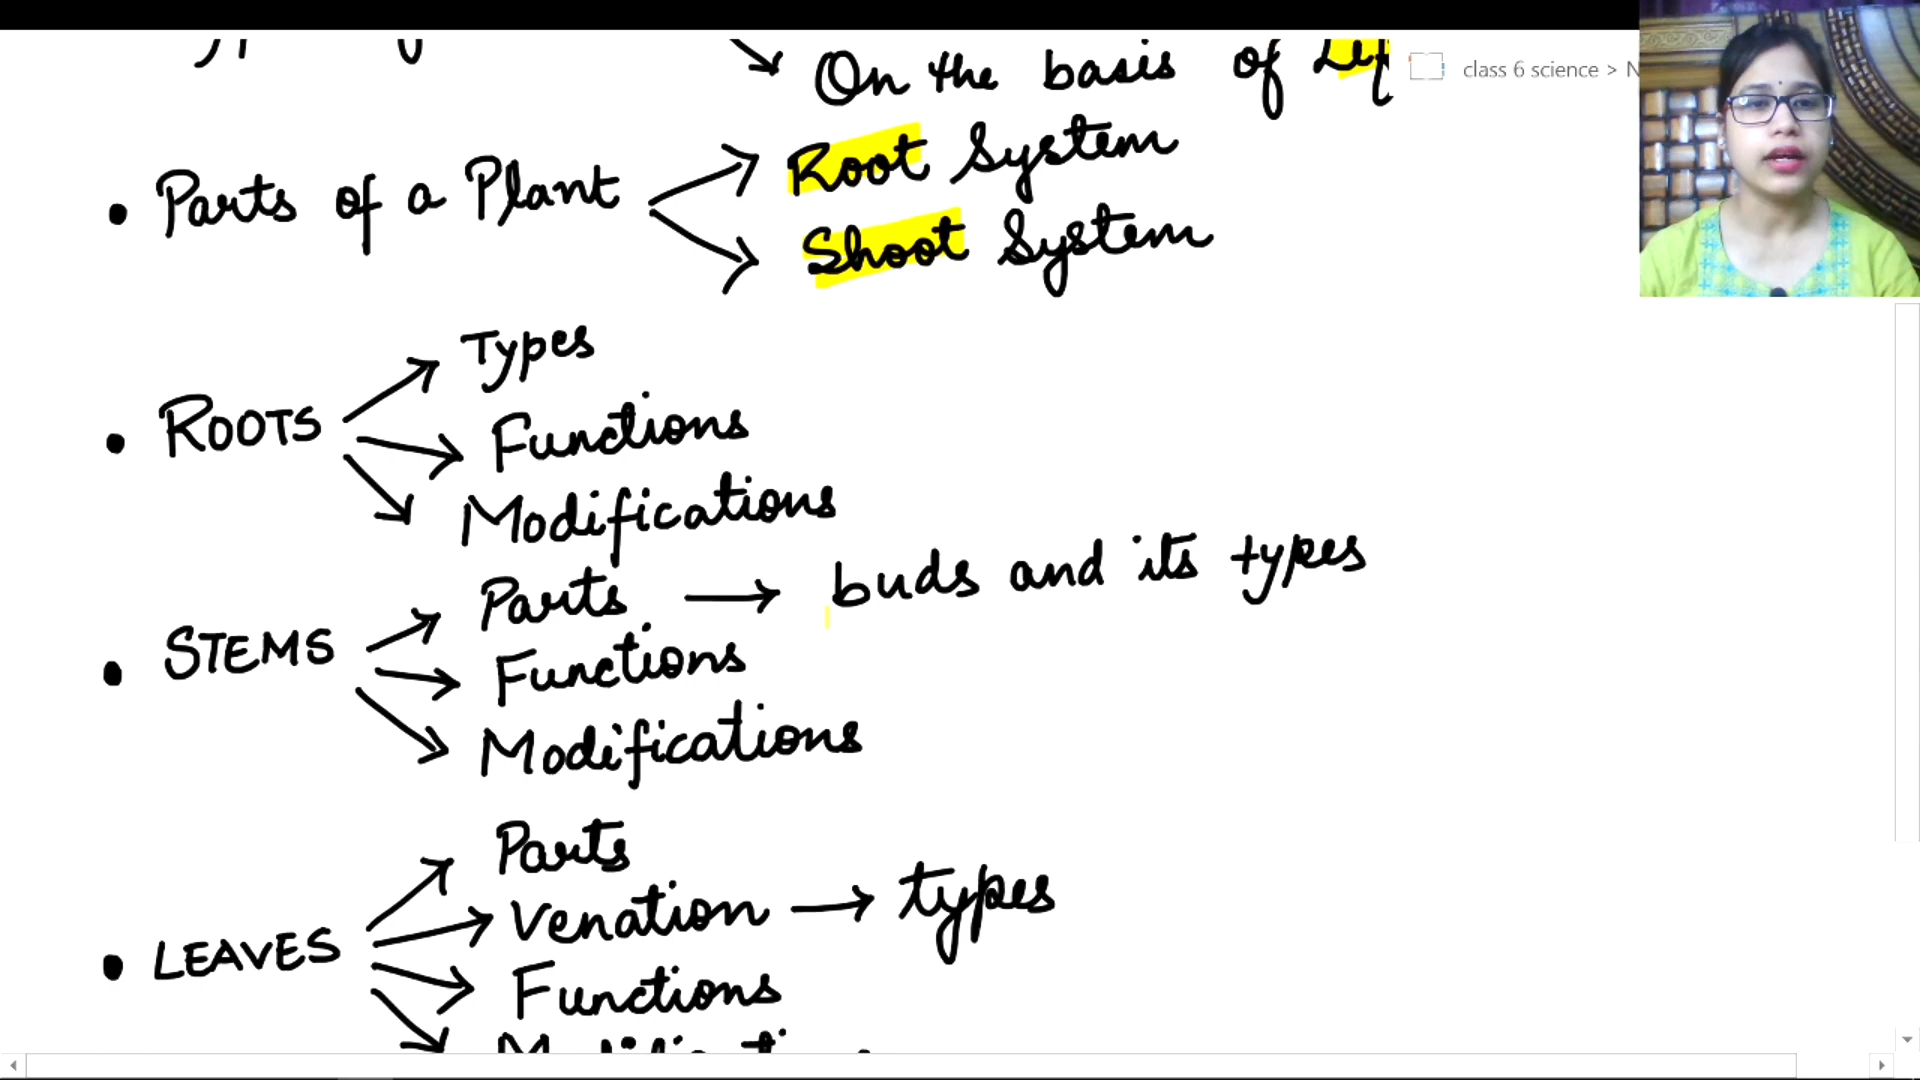 On the basis of
class 6 science >
• Parts of a Plant
Root System
Shoot System
• ROOTS
Types
Functions
Modifications
• STEMS
Parts → buds and its types
Functions
Modifications
• LEAVES
Parts
Venation → types
Functions